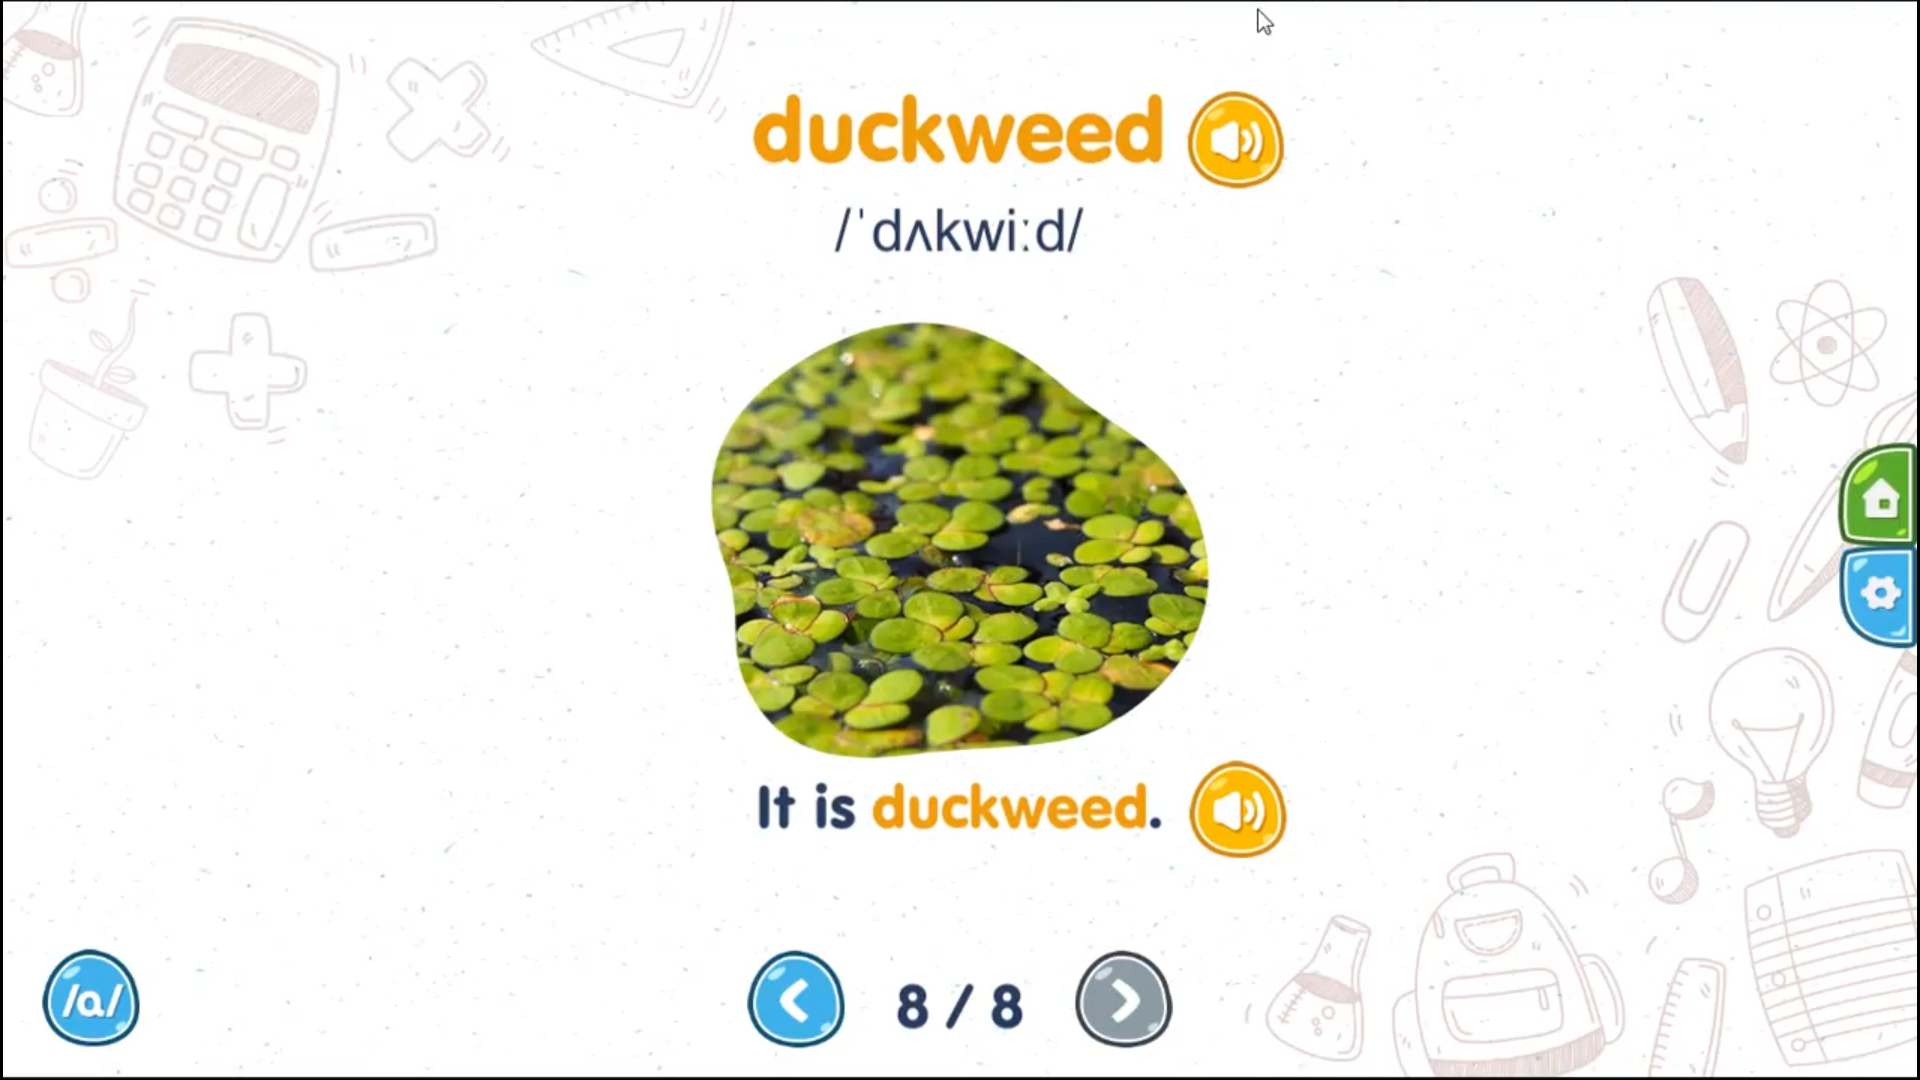 duckweed
/ˈdʌkwiːd/
It is duckweed.
/a/
8 / 8